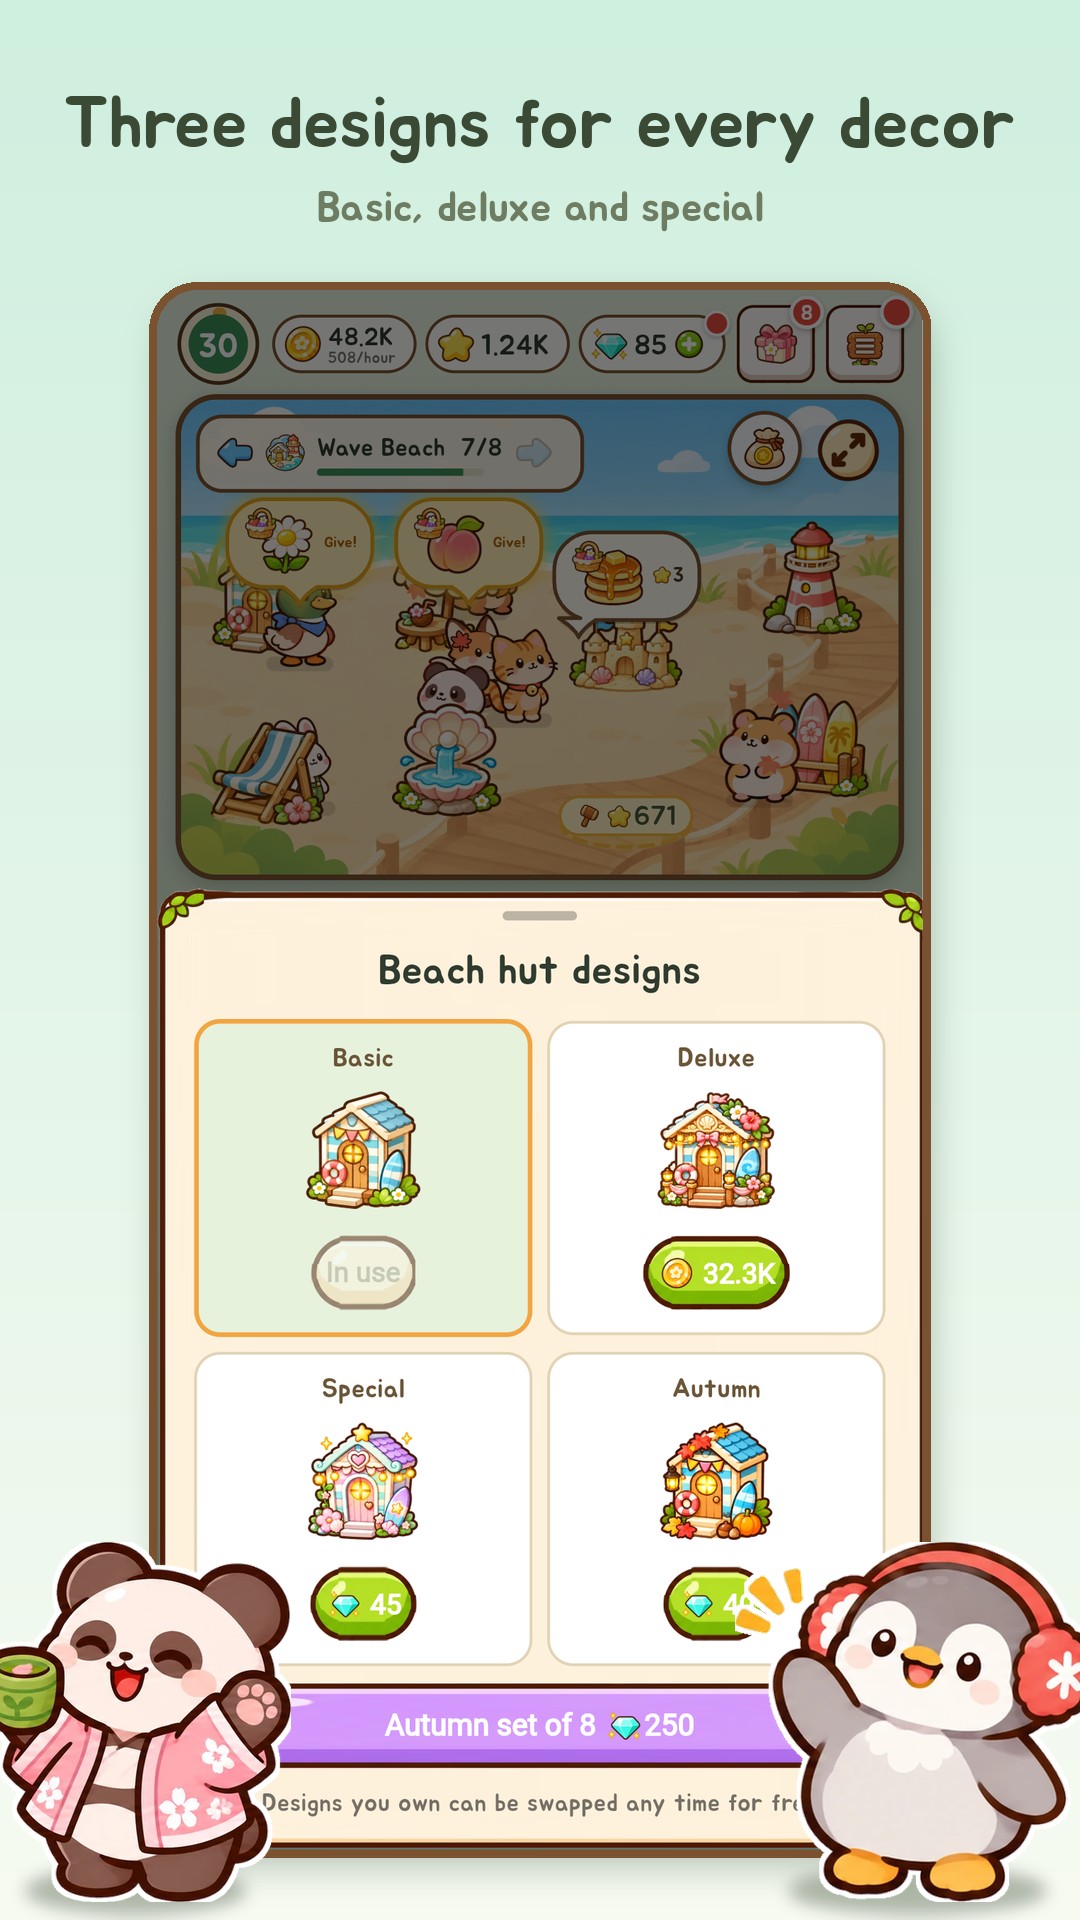 Three designs for every decor
Basic, deluxe and special
30
48.2K
508/hour
1.24K
85
8
Wave Beach 7/8
Give!
Give!
3
671
Beach hut designs
Basic
Deluxe
In use
32.3K
Special
Autumn
45
Autumn set of 8 250
Designs you own can be swapped any time for